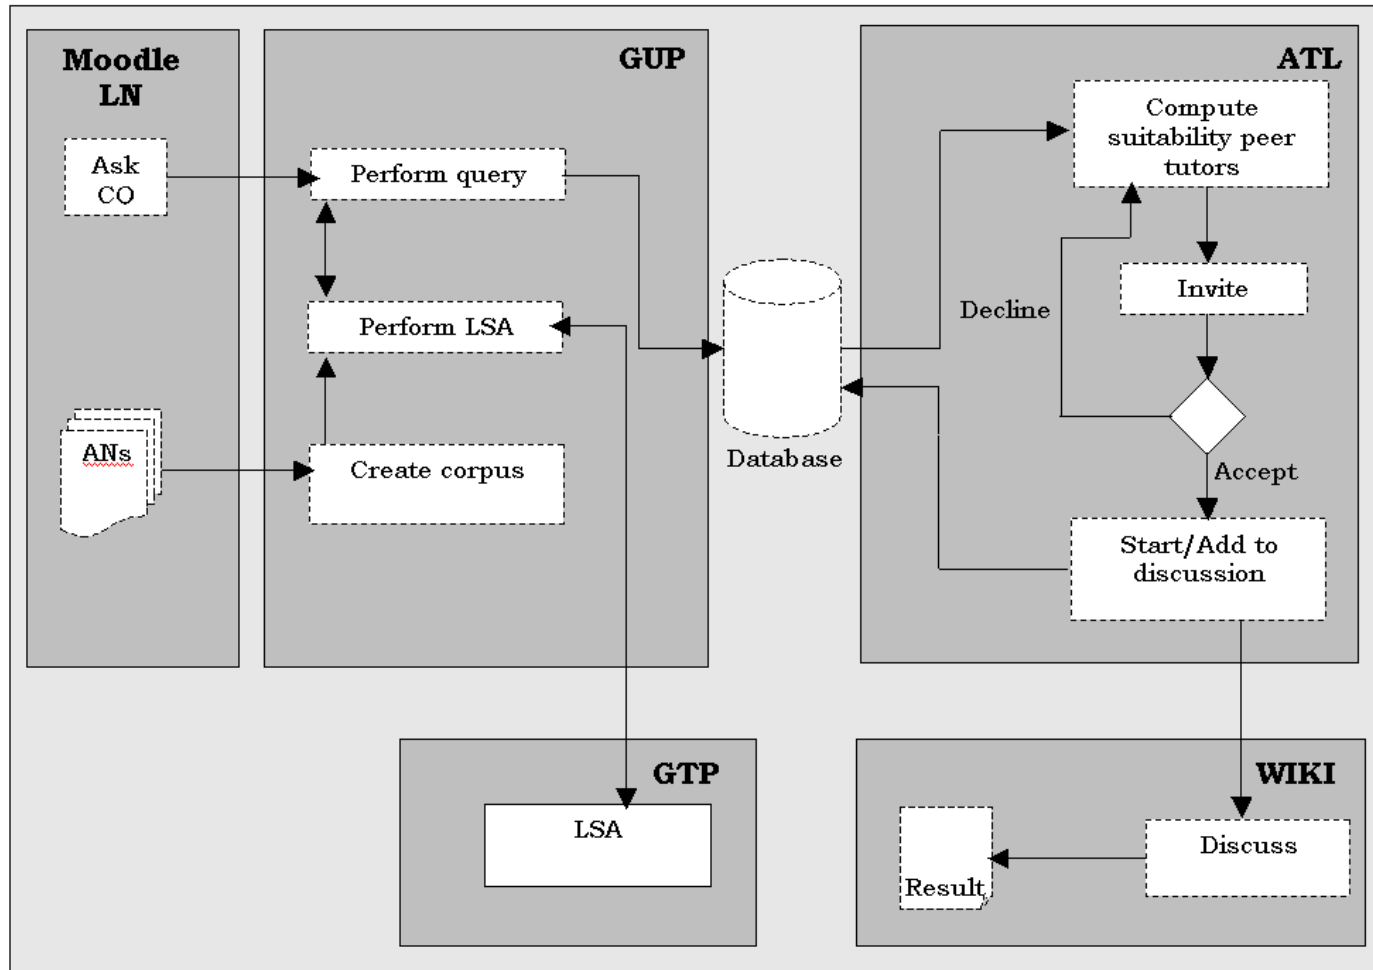 Moodle
LN
Ask
CO
ANs
GUP
Perform query
Perform LSA
Create corpus
Database
ATL
Compute
suitability peer
tutors
Invite
Decline
Accept
Start/Add to
discussion
GTP
LSA
WIKI
Discuss
Result